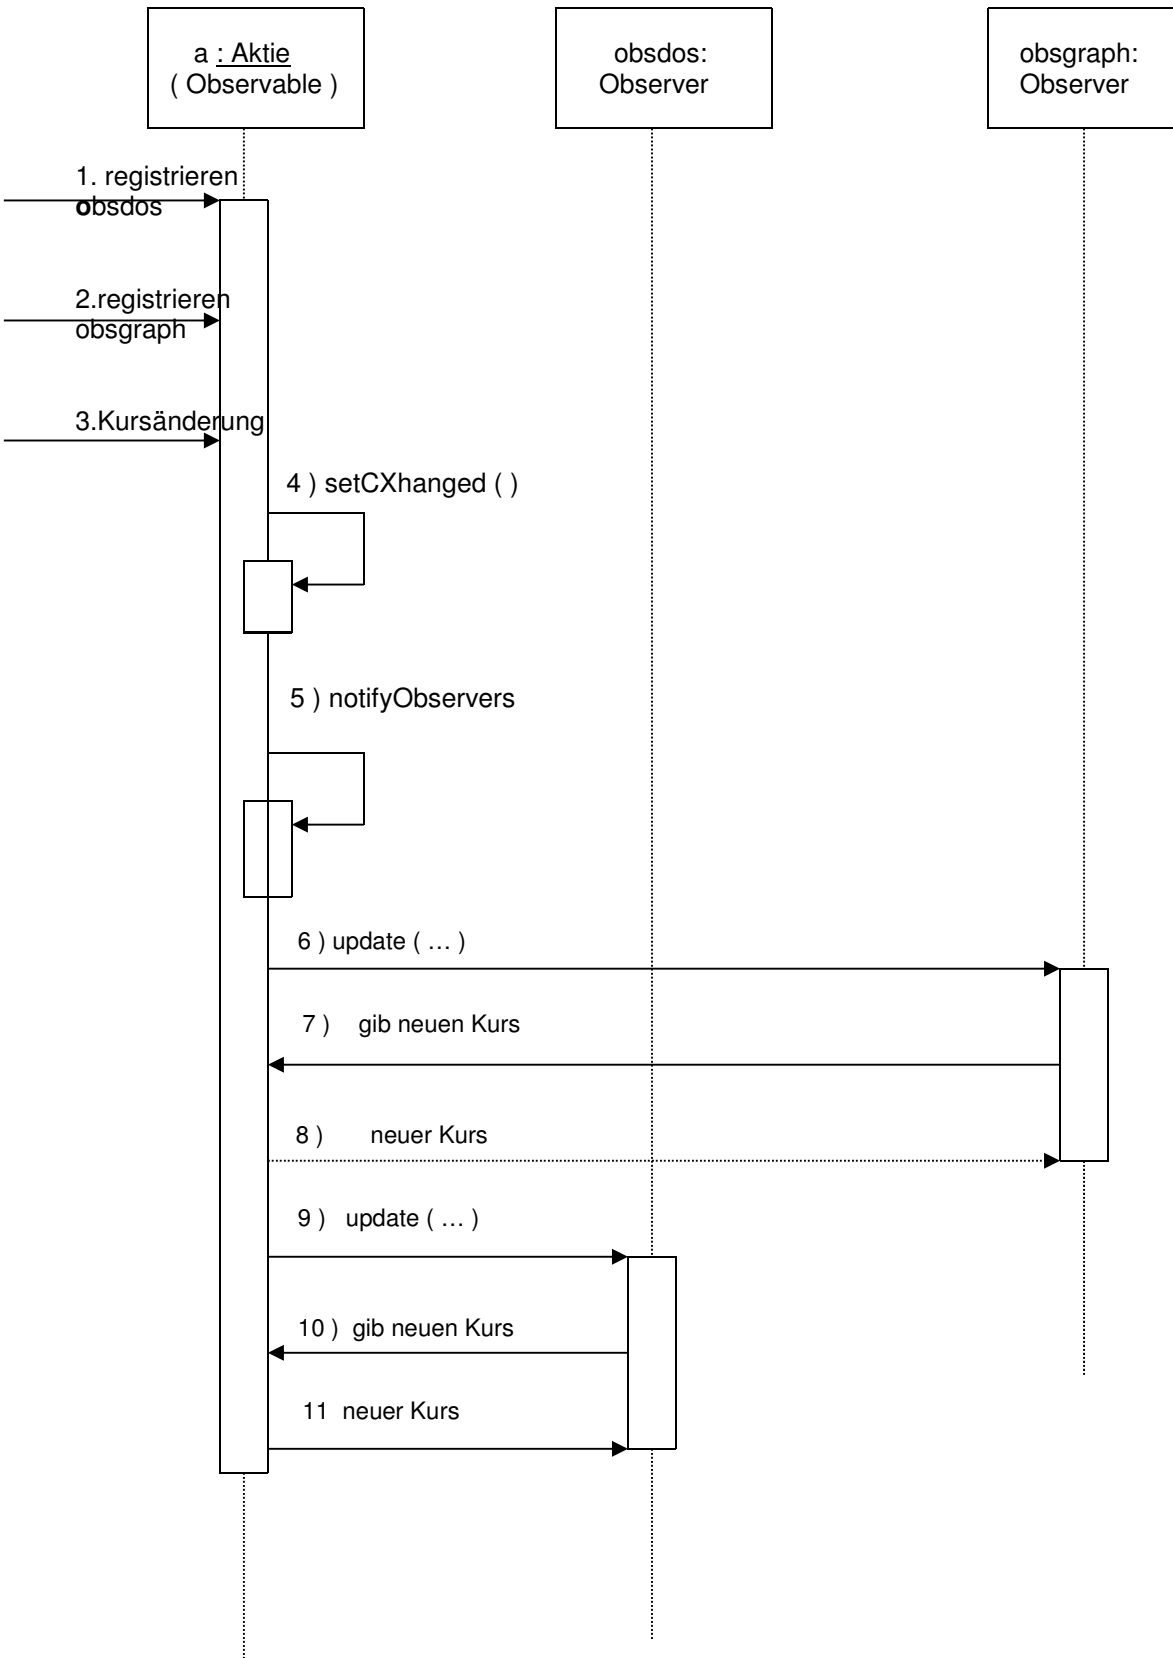 a : Aktie
( Observable )
obsdos:
Observer
obsgraph:
Observer
1. registrieren
obsdos
2.registrieren
obsgraph
3.Kursänderung
4 ) setCXhanged ( )
5 ) notifyObservers
6 ) update ( … )
7 ) gib neuen Kurs
8 ) neuer Kurs
9 ) update ( … )
10 ) gib neuen Kurs
11 neuer Kurs